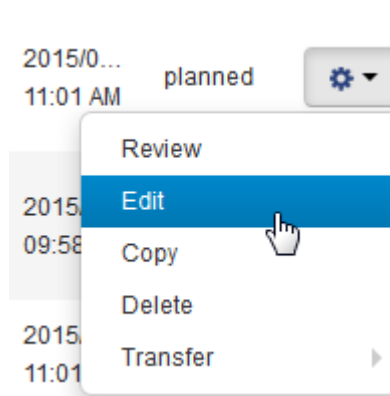 2015/0...
planned
11:01 AM
Review
2015
Edit
09:58
Copy
Delete
2015
Transfer
11:01